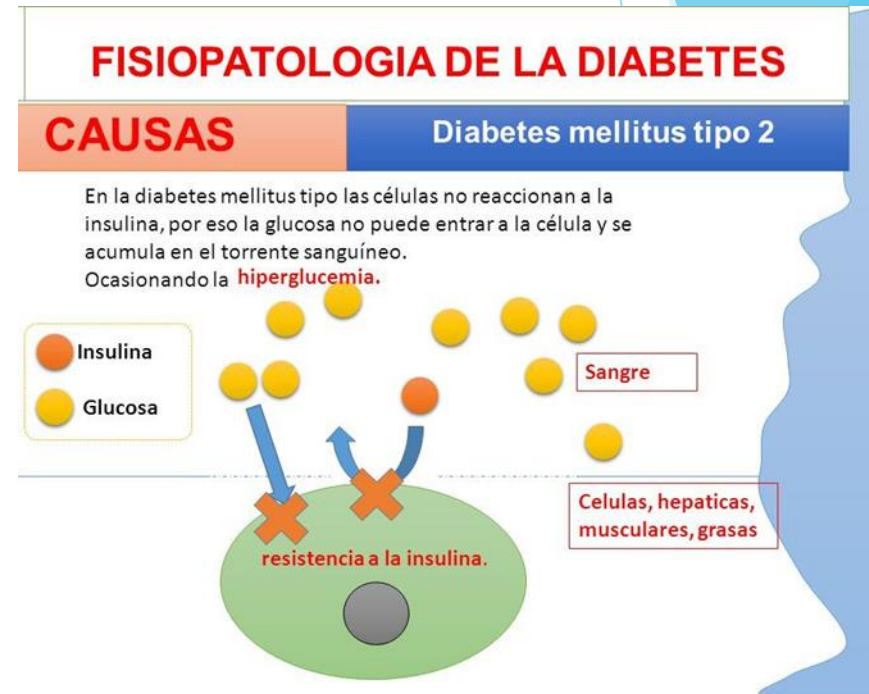 FISIOPATOLOGIA DE LA DIABETES
CAUSAS
Diabetes mellitus tipo 2
En la diabetes mellitus tipo las células no reaccionan a la
insulina, por eso la glucosa no puede entrar a la célula y se
acumula en el torrente sanguíneo.
Ocasionando la hiperglucemia.
Insulina
Glucosa
Sangre
Celulas, hepaticas,
musculares, grasas
resistencia a la insulina.